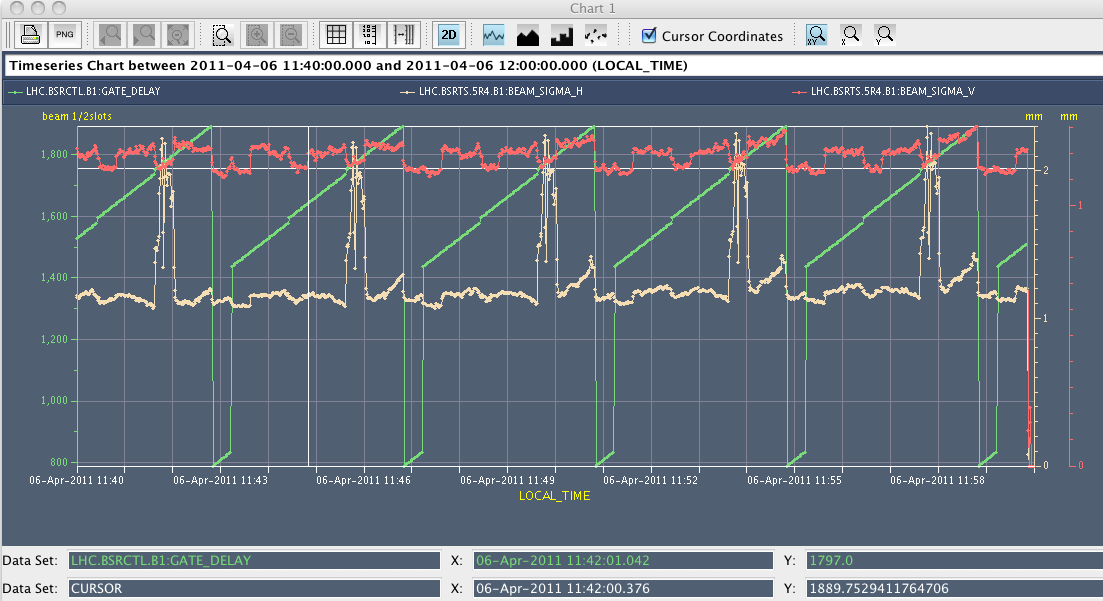 Chart 1
PNG 2D Cursor Coordinates XY X Y
Timeseries Chart between 2011-04-06 11:40:00.000 and 2011-04-06 12:00:00.000 (LOCAL_TIME)
LHC.BSRCTL.B1:GATE_DELAY LHC.BSRTS.5R4.B1:BEAM_SIGMA_H LHC.BSRTS.5R4.B1:BEAM_SIGMA_V
beam 1/2slots mm mm
1,800
2
1,600 1
1,400
1
1,200
1,000
800 0 0
06-Apr-2011 11:40 06-Apr-2011 11:43 06-Apr-2011 11:46 06-Apr-2011 11:49 06-Apr-2011 11:52 06-Apr-2011 11:55 06-Apr-2011 11:58
LOCAL_TIME
Data Set: LHC.BSRCTL.B1:GATE_DELAY X: 06-Apr-2011 11:42:01.042 Y: 1797.0
Data Set: CURSOR X: 06-Apr-2011 11:42:00.376 Y: 1889.7529411764706